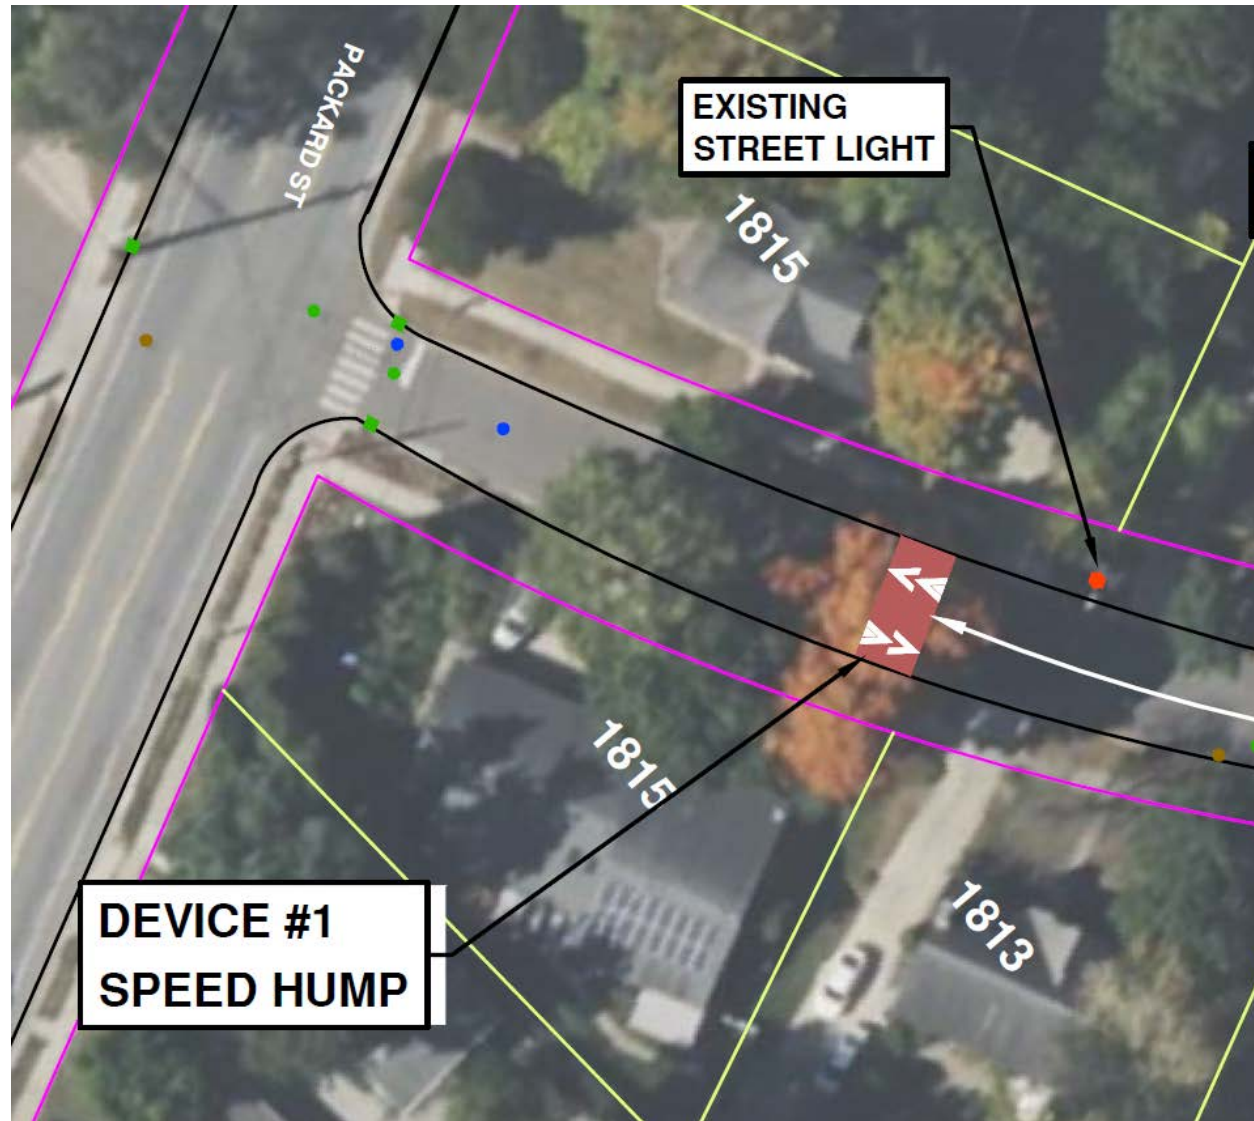 PACKARD ST
EXISTING
STREET LIGHT
1815
1815
1813
DEVICE #1
SPEED HUMP